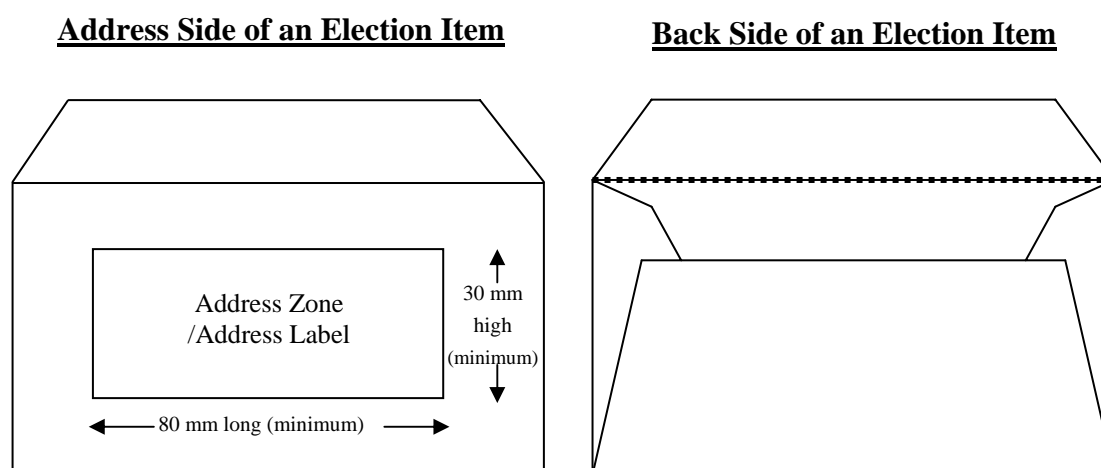 Address Side of an Election Item
Back Side of an Election Item
Address Zone
/Address Label
30 mm
high
(minimum)
80 mm long (minimum)